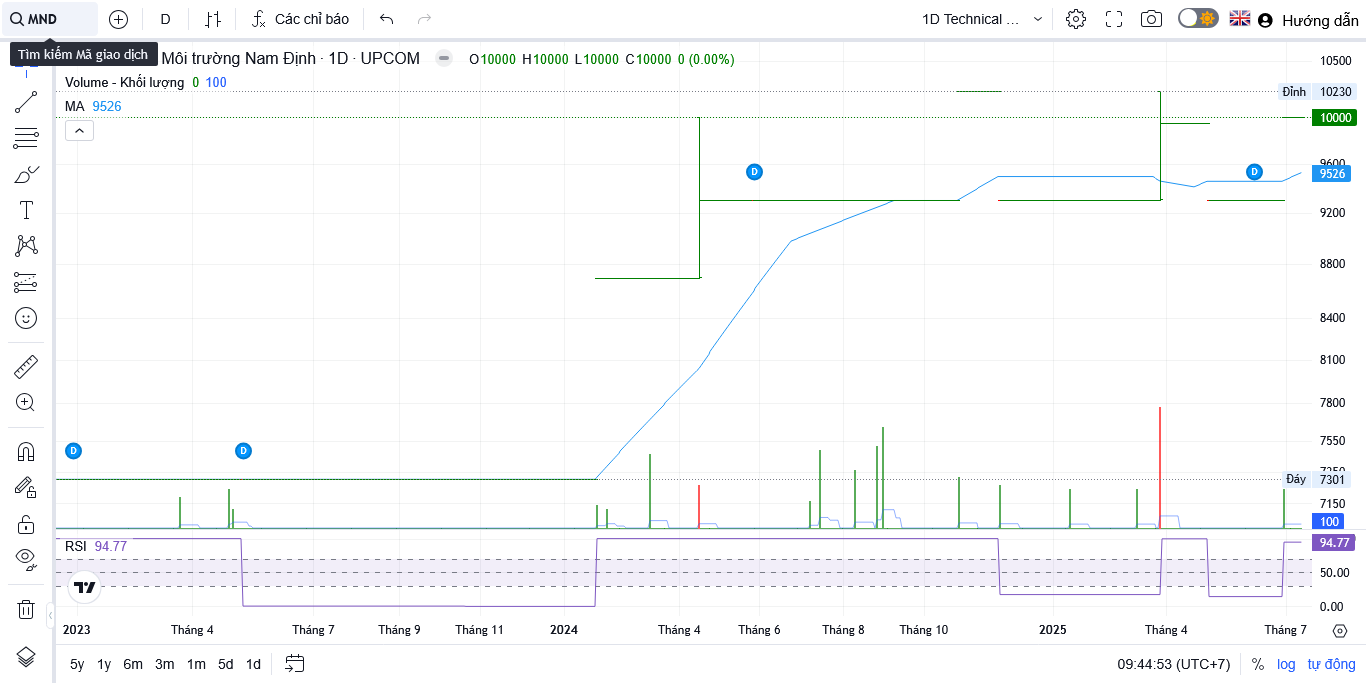 MND
D
Các chỉ báo
1D Technical ...
Hướng dẫn
Tìm kiếm Mã giao dịch
Môi trường Nam Định · 1D · UPCOM
O10000 H10000 L10000 C10000 0 (0.00%)
Volume - Khối lượng 0 100
MA 9526
10500
Đỉnh 10230
10000
9600
9526
9200
8800
8400
8100
7800
7550
7250
Đáy 7301
7150
100
D
D
D
D
RSI 94.77
94.77
50.00
0.00
2023 Tháng 4 Tháng 7 Tháng 9 Tháng 11 2024 Tháng 4 Tháng 6 Tháng 8 Tháng 10 2025 Tháng 4 Tháng 7
5y 1y 6m 3m 1m 5d 1d
09:44:53 (UTC+7) % log tự động